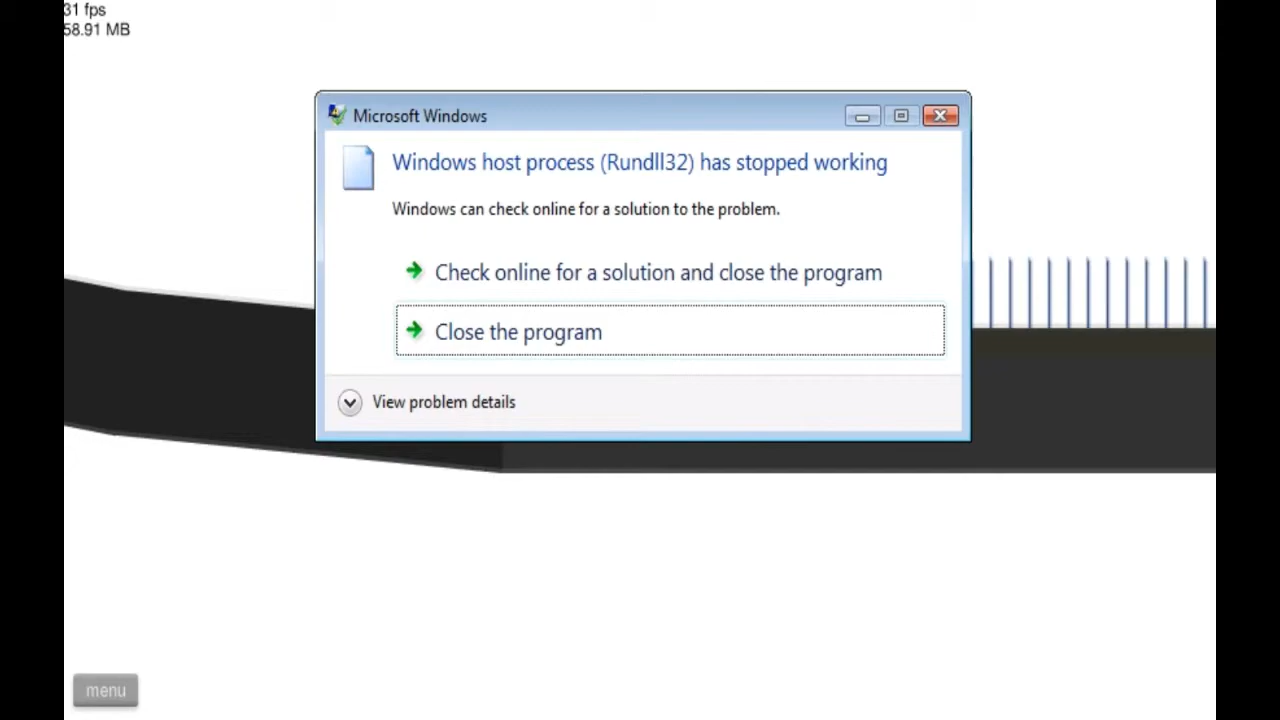 31 fps
58.91 MB
Microsoft Windows
Windows host process (Rundll32) has stopped working
Windows can check online for a solution to the problem.
Check online for a solution and close the program
Close the program
View problem details
menu